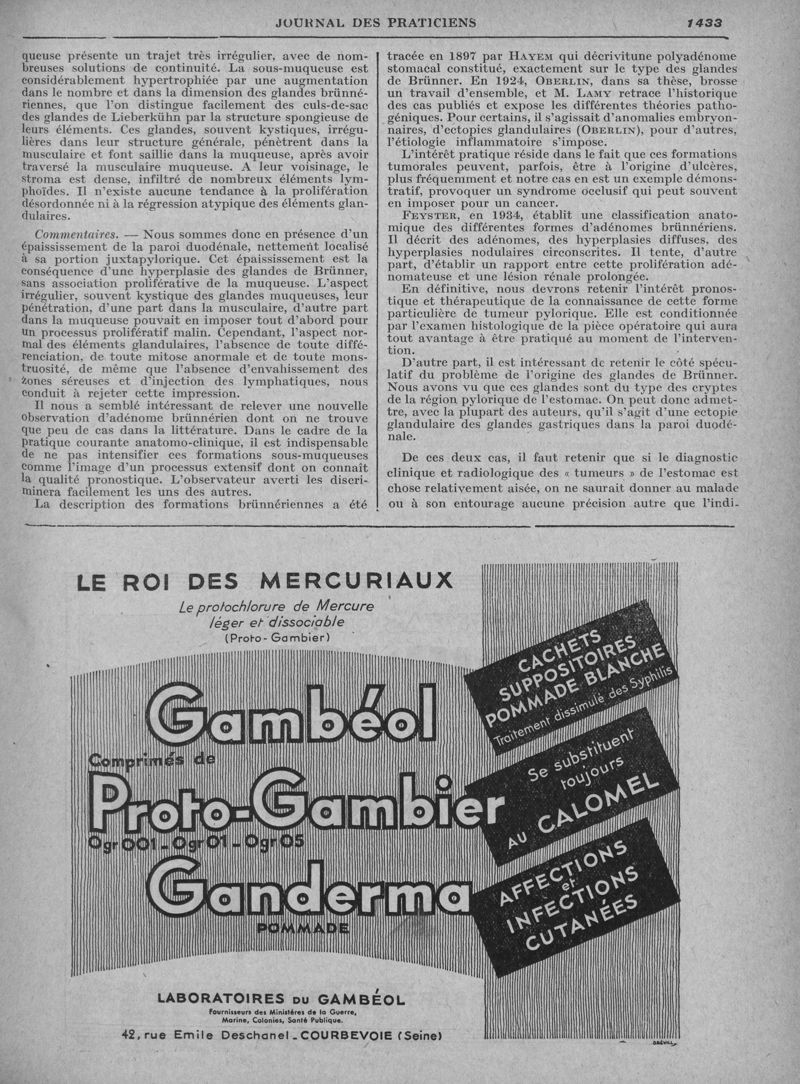 JOURNAL DES PRATICIENS 1433
queuse présente un trajet très irrégulier, avec de nom-
breuses solutions de continuité. La sous-muqueuse est
considérablement hypertrophiée par une augmentation
dans le nombre et dans la dimension des glandes brünné-
riennes, que l'on distingue facilement des culs-de-sac
des glandes de Lieberkühn par la structure spongieuse de
leurs éléments. Ces glandes, souvent kystiques, irrégu-
lières dans leur structure générale, pénètrent dans la
musculaire et font saillie dans la muqueuse, après avoir
traversé la musculaire muqueuse. A leur voisinage, le
stroma est dense, infiltré de nombreux éléments lym-
phoïdes. Il n'existe aucune tendance à la prolifération
désordonnée ni à la régression atypique des éléments glan-
dulaires.
Commentaires. — Nous sommes donc en présence d'un
épaississement de la paroi duodénale, nettement localisé
à sa portion juxtapylorique. Cet épaississement est la
conséquence d'une hyperplasie des glandes de Brünner,
sans association proliférative de la muqueuse. L'aspect
irrégulier, souvent kystique des glandes muqueuses, leur
pénétration, d'une part dans la musculaire, d'autre part
dans la muqueuse pouvait en imposer tout d'abord pour
un processus prolifératif malin. Cependant, l'aspect nor-
mal des éléments glandulaires, l'absence de toute diffé-
renciation, de toute mitose anormale et de toute mons-
truosité, de même que l'absence d'envahissement des
zones séreuses et d'injection des lymphatiques, nous
conduit à rejeter cette impression.
Il nous a semblé intéressant de relever une nouvelle
observation d'adénome brünnérien dont on ne trouve
que peu de cas dans la littérature. Dans le cadre de la
pratique courante anatomo-clinique, il est indispensable
de ne pas intensifier ces formations sous-muqueuses
comme l'image d'un processus extensif dont on connaît
la qualité pronostique. L'observateur averti les discri-
minera facilement les uns des autres.
La description des formations brünnériennes a été
tracée en 1897 par HAYEM qui décrivitune polyadénome
stomacal constitué, exactement sur le type des glandes
de Brünner. En 1924, OBERLIN, dans sa thèse, brosse
un travail d'ensemble, et M. LAMY retrace l'historique
des cas publiés et expose les différentes théories patho-
géniques. Pour certains, il s'agissait d'anomalies embryon-
naires, d'ectopies glandulaires (OBERLIN), pour d'autres,
l'étiologie inflammatoire s'impose.
L'intérêt pratique réside dans le fait que ces formations
tumorales peuvent, parfois, être à l'origine d'ulcères,
plus fréquemment et notre cas en est un exemple démons-
tratif, provoquer un syndrome occlusif qui peut souvent
en imposer pour un cancer.
FEYSTER, en 1934, établit une classification anato-
mique des différentes formes d'adénomes brünnériens.
Il décrit des adénomes, des hyperplasies diffuses, des
hyperplasies nodulaires circonscrites. Il tente, d'autre
part, d'établir un rapport entre cette prolifération adé-
nomateuse et une lésion rénale prolongée.
En définitive, nous devrons retenir l'intérêt pronos-
tique et thérapeutique de la connaissance de cette forme
particulière de tumeur pylorique. Elle est conditionnée
par l'examen histologique de la pièce opératoire qui aura
tout avantage à être pratiqué au moment de l'interven-
tion.
D'autre part, il est intéressant de retenir le côté spécu-
latif du problème de l'origine des glandes de Brünner.
Nous avons vu que ces glandes sont du type des cryptes
de la région pylorique de l'estomac. On peut donc admet-
tre, avec la plupart des auteurs, qu'il s'agit d'une ectopie
glandulaire des glandes gastriques dans la paroi duodé-
nale.
De ces deux cas, il faut retenir que si le diagnostic
clinique et radiologique des « tumeurs » de l'estomac est
chose relativement aisée, on ne saurait donner au malade
ou à son entourage aucune précision autre que l'indi-
LE ROI DES MERCURIAUX
Le protochlorure de Mercure
léger et dissociable
(Proto-Gambier)
Gambéol
Comprimés de
Proto-Gambier
0gr001 - 0gr01 - 0gr05
Ganderma
POMMADE
CACHETS
SUPPOSITOIRES
POMMADE BLANCHE
Traitement dissimulé des Syphilis
Se substituent
toujours
AU CALOMEL
AFFECTIONS
et
INFECTIONS
CUTANÉES
LABORATOIRES DU GAMBÉOL
Fournisseurs des Ministères de la Guerre,
Marine, Colonies, Santé Publique.
42, rue Emile Deschanel - COURBEVOIE (Seine)